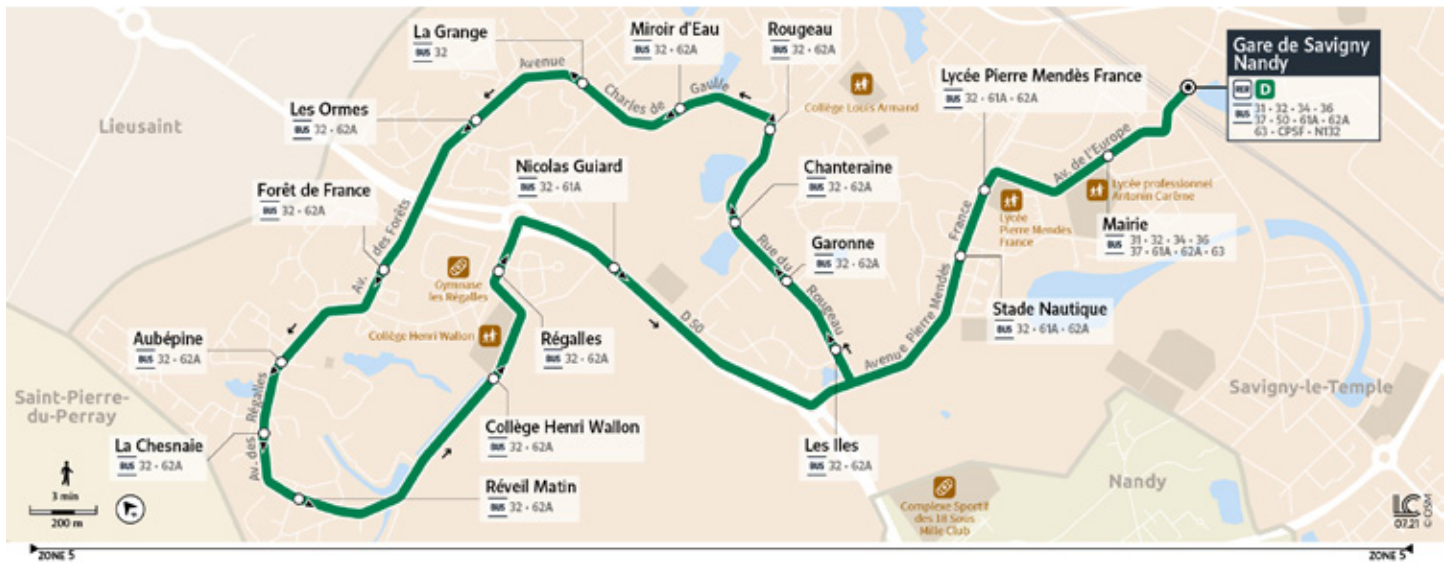 La Grange
BUS 32
Miroir d'Eau
BUS 32 · 62A
Rougeau
BUS 32 · 62A
Gare de Savigny
Nandy
RER D
BUS 31 · 32 · 34 · 36
37 · 50 · 61A · 62A
63 · CPSF · N132
Lycée Pierre Mendès France
BUS 32 · 61A · 62A
Avenue
Charles de
Gaulle
Collège Louis Armand
Les Ormes
BUS 32 · 62A
Lieusaint
Nicolas Guiard
BUS 32 · 61A
Chanteraine
BUS 32 · 62A
Av. de l'Europe
Lycée professionnel
Antonin Carême
Forêt de France
BUS 32 · 62A
Lycée
Pierre Mendès
France
Mairie
BUS 31 · 32 · 34 · 36
37 · 61A · 62A · 63
Av. des Forêts
Garonne
BUS 32 · 62A
Rue du
Rougeau
Gymnase
les Régalles
Stade Nautique
BUS 32 · 61A · 62A
Avenue Pierre Mendès
France
D 50
Aubépine
BUS 32 · 62A
Collège Henri Wallon
Régalles
BUS 32 · 62A
Saint-Pierre-
du-Perray
Savigny-le-Temple
Av. des Régalles
La Chesnaie
BUS 32 · 62A
Collège Henri Wallon
BUS 32 · 62A
Les Iles
BUS 32 · 62A
Réveil Matin
BUS 32 · 62A
Nandy
Complexe Sportif
des 18 Sous
Mille Club
3 min
200 m
LC
07.21
© OSM
ZONE 5
ZONE 5